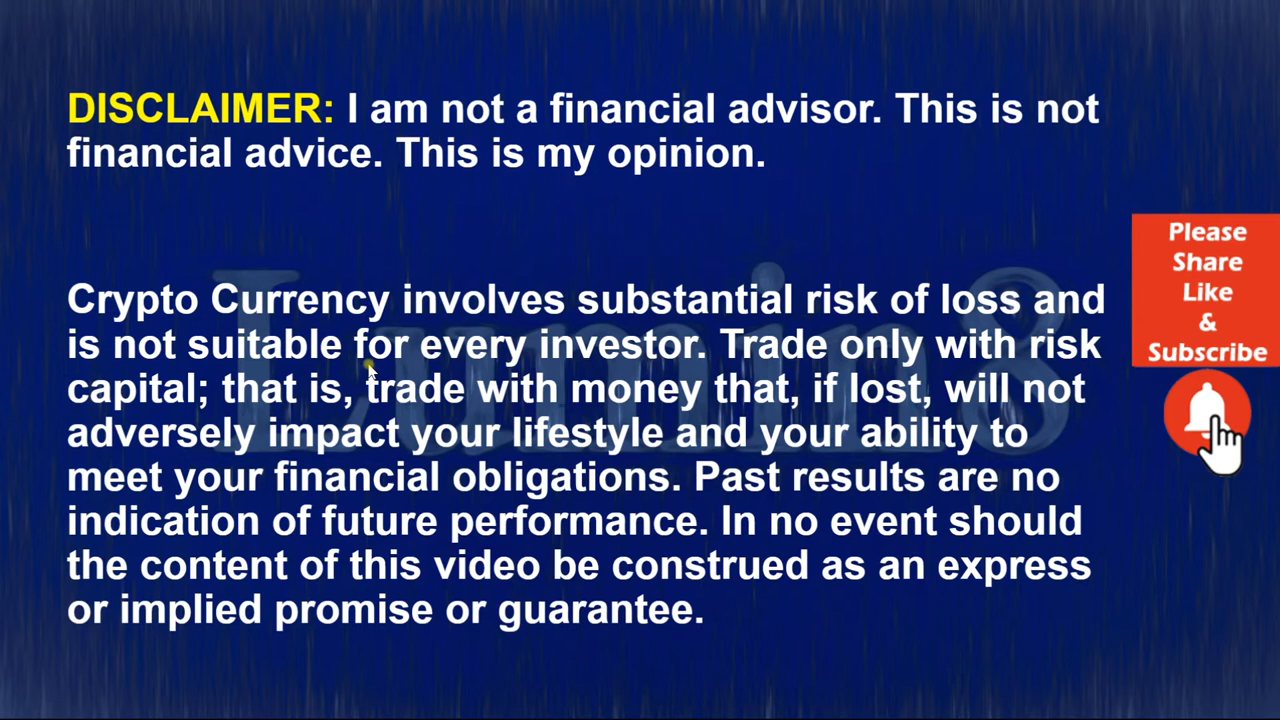 DISCLAIMER: I am not a financial advisor. This is not
financial advice. This is my opinion.
Crypto Currency involves substantial risk of loss and
is not suitable for every investor. Trade only with risk
capital; that is, trade with money that, if lost, will not
adversely impact your lifestyle and your ability to
meet your financial obligations. Past results are no
indication of future performance. In no event should
the content of this video be construed as an express
or implied promise or guarantee.
Lumin8
Please
Share
Like
&
Subscribe